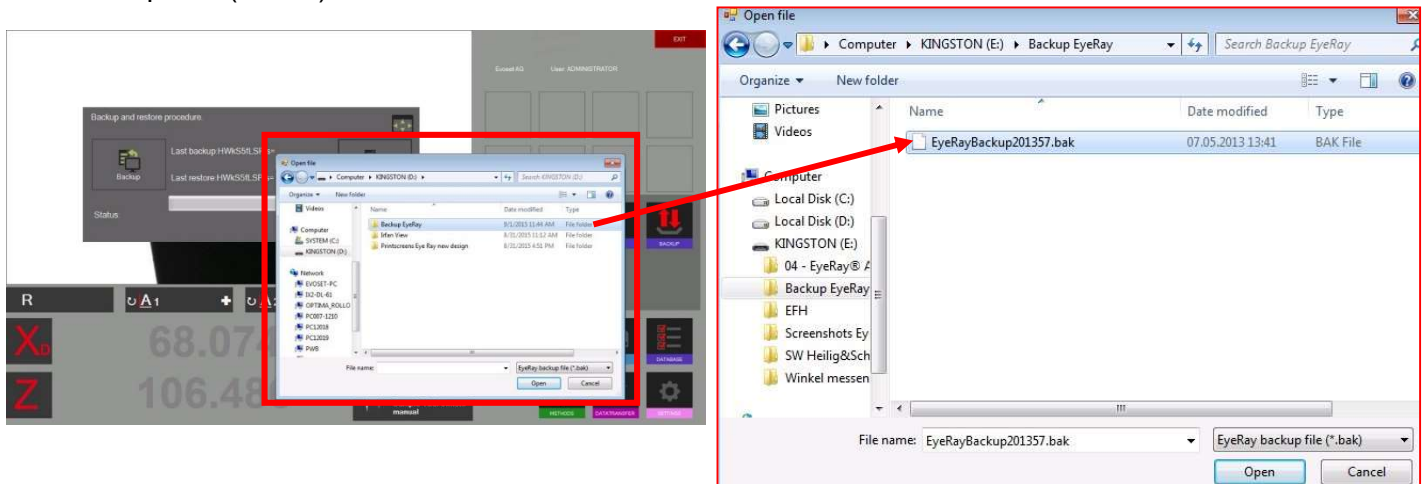 EXIT
Evoset AG User ADMINISTRATOR
Backup and restore procedure
Backup
Last backup:
Last restore:
Status
BACKUP
R
A1
+
XD
68.074
Z
106.48
manual
DATABASE
METHODS
DATATRANSFER
SETTINGS
Open file
Computer KINGSTON (D:)
Search KINGSTON (D:)
Organize New folder
Videos
Computer
SYSTEM (C:)
KINGSTON (D:)
Network
EVOSET-PC
OPTIMA_ROLLO
PC007-1210
PC12018
PC12019
PWB
Name Date modified Type
Backup EyeRay 8/1/2015 11:44 AM File folder
Irfan View 8/31/2015 11:12 AM File folder
Printscreens Eye Ray new design 8/31/2015 4:51 PM File folder
File name: EyeRay backup file (*.bak)
Open Cancel
Open file
Computer KINGSTON (E:) Backup EyeRay
Search Backup EyeRay
Organize New folder
Pictures
Videos
Computer
Local Disk (C:)
Local Disk (D:)
KINGSTON (E:)
04 - EyeRay® A
Backup EyeRay
EFH
Screenshots Ey
SW Heilig&Sch
Winkel messen
Name Date modified Type
EyeRayBackup201357.bak 07.05.2013 13:41 BAK File
File name: EyeRayBackup201357.bak EyeRay backup file (*.bak)
Open Cancel